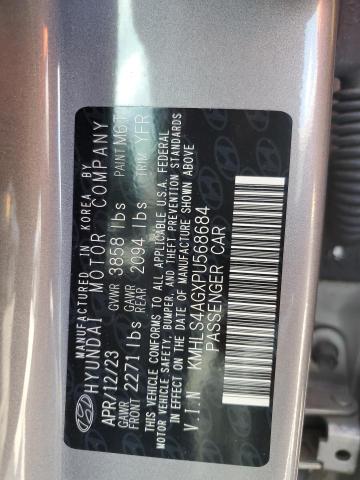 MANUFACTURED IN KOREA BY
HYUNDAI MOTOR COMPANY
APR/12/23 GVWR 3858 lbs PAINT M6T
GAWR FRONT 2271 lbs GAWR REAR 2094 lbs TRIM YFR
THIS VEHICLE CONFORMS TO ALL APPLICABLE U.S.A. FEDERAL
MOTOR VEHICLE SAFETY, BUMPER, AND THEFT PREVENTION STANDARDS
IN EFFECT ON THE DATE OF MANUFACTURE SHOWN ABOVE
V.I.N KMHLS4AGXPU568684
PASSENGER CAR